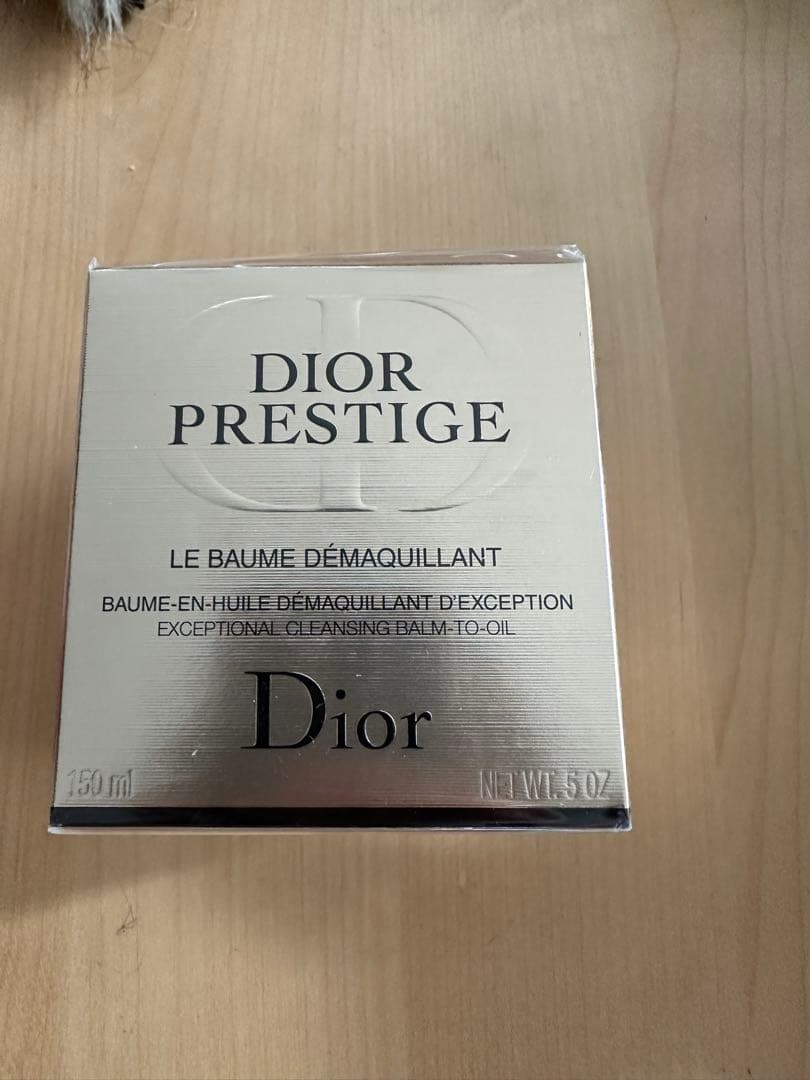 DIOR
PRESTIGE
LE BAUME DÉMAQUILLANT
BAUME-EN-HUILE DÉMAQUILLANT D'EXCEPTION
EXCEPTIONAL CLEANSING BALM-TO-OIL
Dior
150 ml
NET WT. 5 OZ